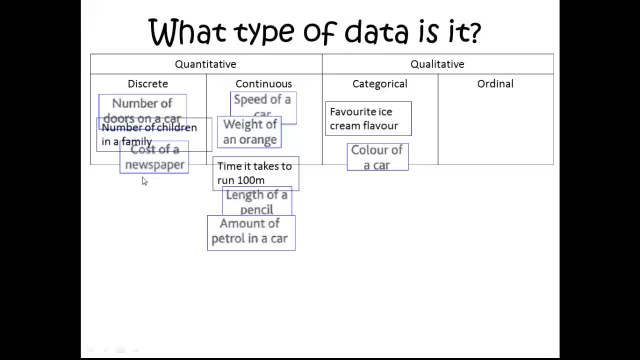 What type of data is it?
Quantitative
Qualitative
Discrete
Continuous
Categorical
Ordinal
Number of
doors on a car
Number of children
in a family
Cost of a
newspaper
Speed of a
car
Weight of
an orange
Time it takes to
run 100m
Length of a
pencil
Amount of
petrol in a car
Favourite ice
cream flavour
Colour of
a car